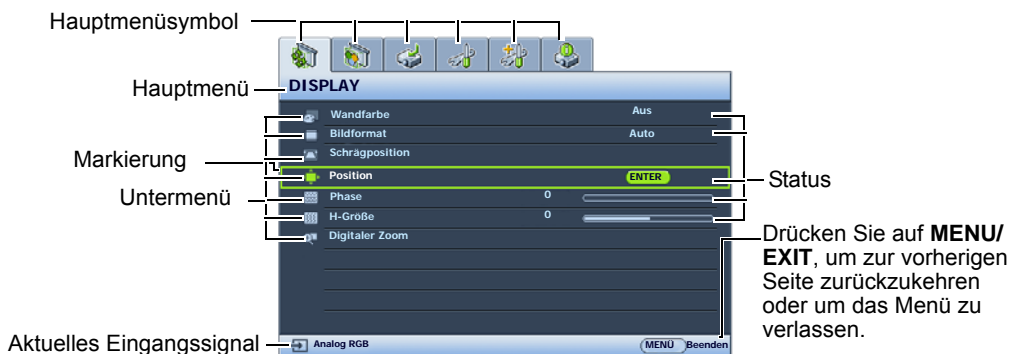 Hauptmenüsymbol
Hauptmenü
DISPLAY
Wandfarbe Aus
Bildformat Auto
Markierung
Schrägposition
Position ENTER
Status
Untermenü
Phase 0
H-Größe 0
Digitaler Zoom
Drücken Sie auf MENU/
EXIT, um zur vorherigen
Seite zurückzukehren
oder um das Menü zu
verlassen.
Aktuelles Eingangssignal
Analog RGB
MENÜ Beenden